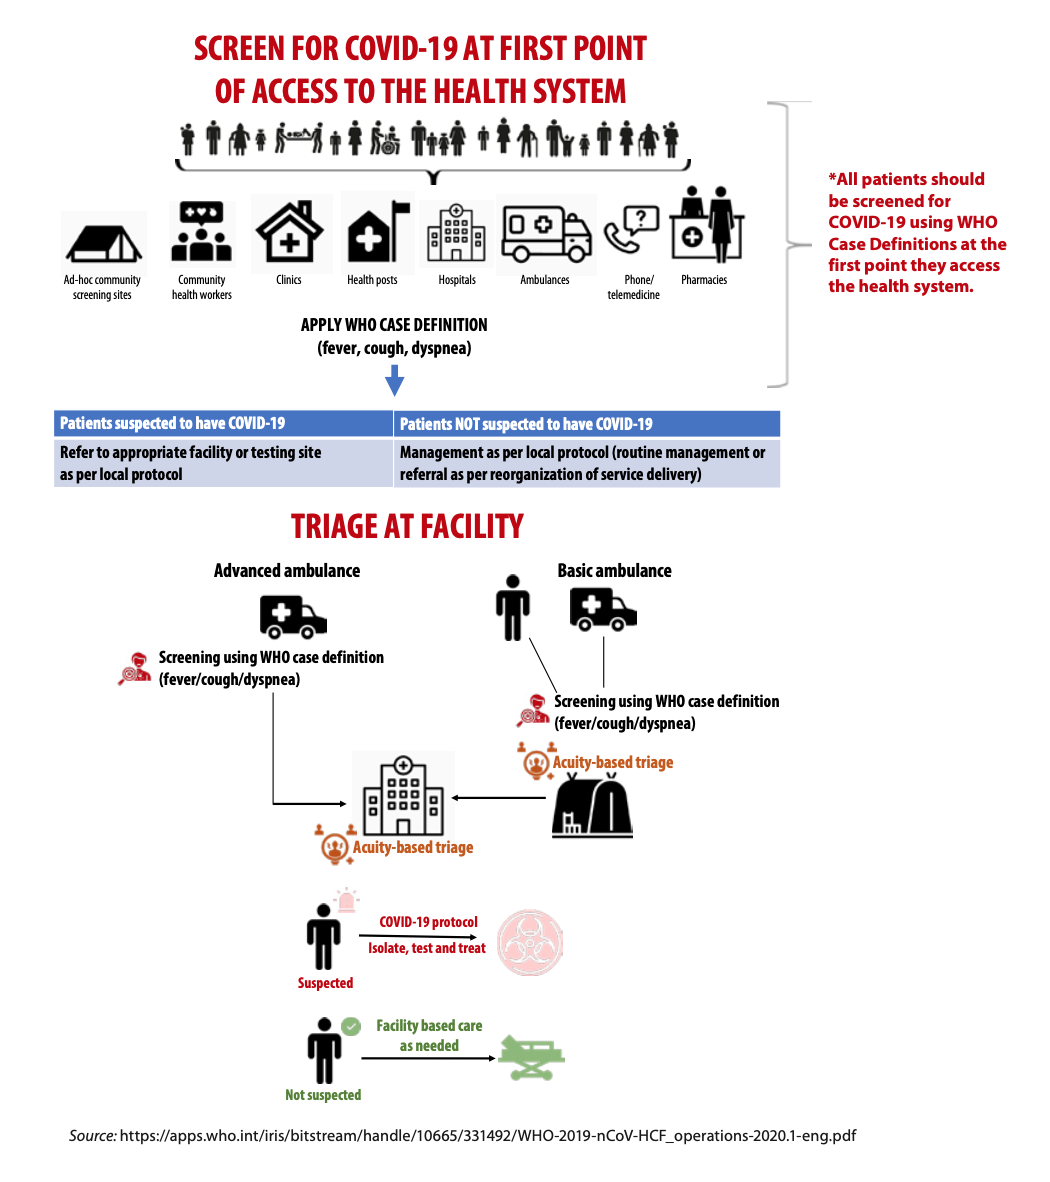 SCREEN FOR COVID-19 AT FIRST POINT
OF ACCESS TO THE HEALTH SYSTEM
*All patients should
be screened for
COVID-19 using WHO
Case Definitions at the
first point they access
the health system.
Ad-hoc community
screening sites
Community
health workers
Clinics
Health posts
Hospitals
Ambulances
Phone/
telemedicine
Pharmacies
APPLY WHO CASE DEFINITION
(fever, cough, dyspnea)
Patients suspected to have COVID-19
Patients NOT suspected to have COVID-19
Refer to appropriate facility or testing site
as per local protocol
Management as per local protocol (routine management or
referral as per reorganization of service delivery)
TRIAGE AT FACILITY
Advanced ambulance
Basic ambulance
Screening using WHO case definition
(fever/cough/dyspnea)
Screening using WHO case definition
(fever/cough/dyspnea)
Acuity-based triage
Acuity-based triage
COVID-19 protocol
Isolate, test and treat
Suspected
Facility based care
as needed
Not suspected
Source: https://apps.who.int/iris/bitstream/handle/10665/331492/WHO-2019-nCoV-HCF_operations-2020.1-eng.pdf